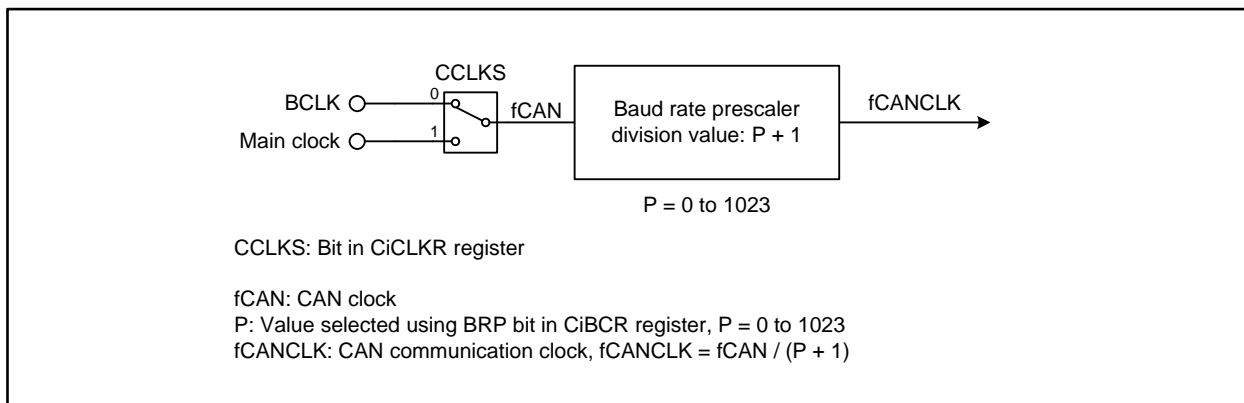 CCLKS
BCLK
0
fCAN
Main clock
1
Baud rate prescaler
division value: P + 1
fCANCLK
P = 0 to 1023
CCLKS: Bit in CiCLKR register
fCAN: CAN clock
P: Value selected using BRP bit in CiBCR register, P = 0 to 1023
fCANCLK: CAN communication clock, fCANCLK = fCAN / (P + 1)